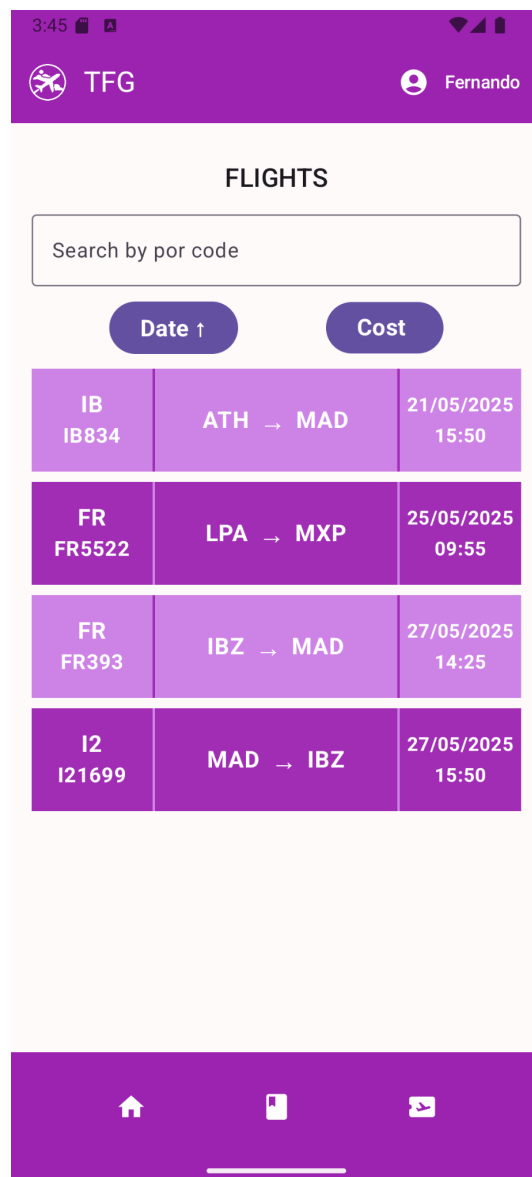 3:45
TFG
Fernando
FLIGHTS
Search by por code
Date ↑
Cost
IB
IB834
ATH → MAD
21/05/2025
15:50
FR
FR5522
LPA → MXP
25/05/2025
09:55
FR
FR393
IBZ → MAD
27/05/2025
14:25
I2
I21699
MAD → IBZ
27/05/2025
15:50